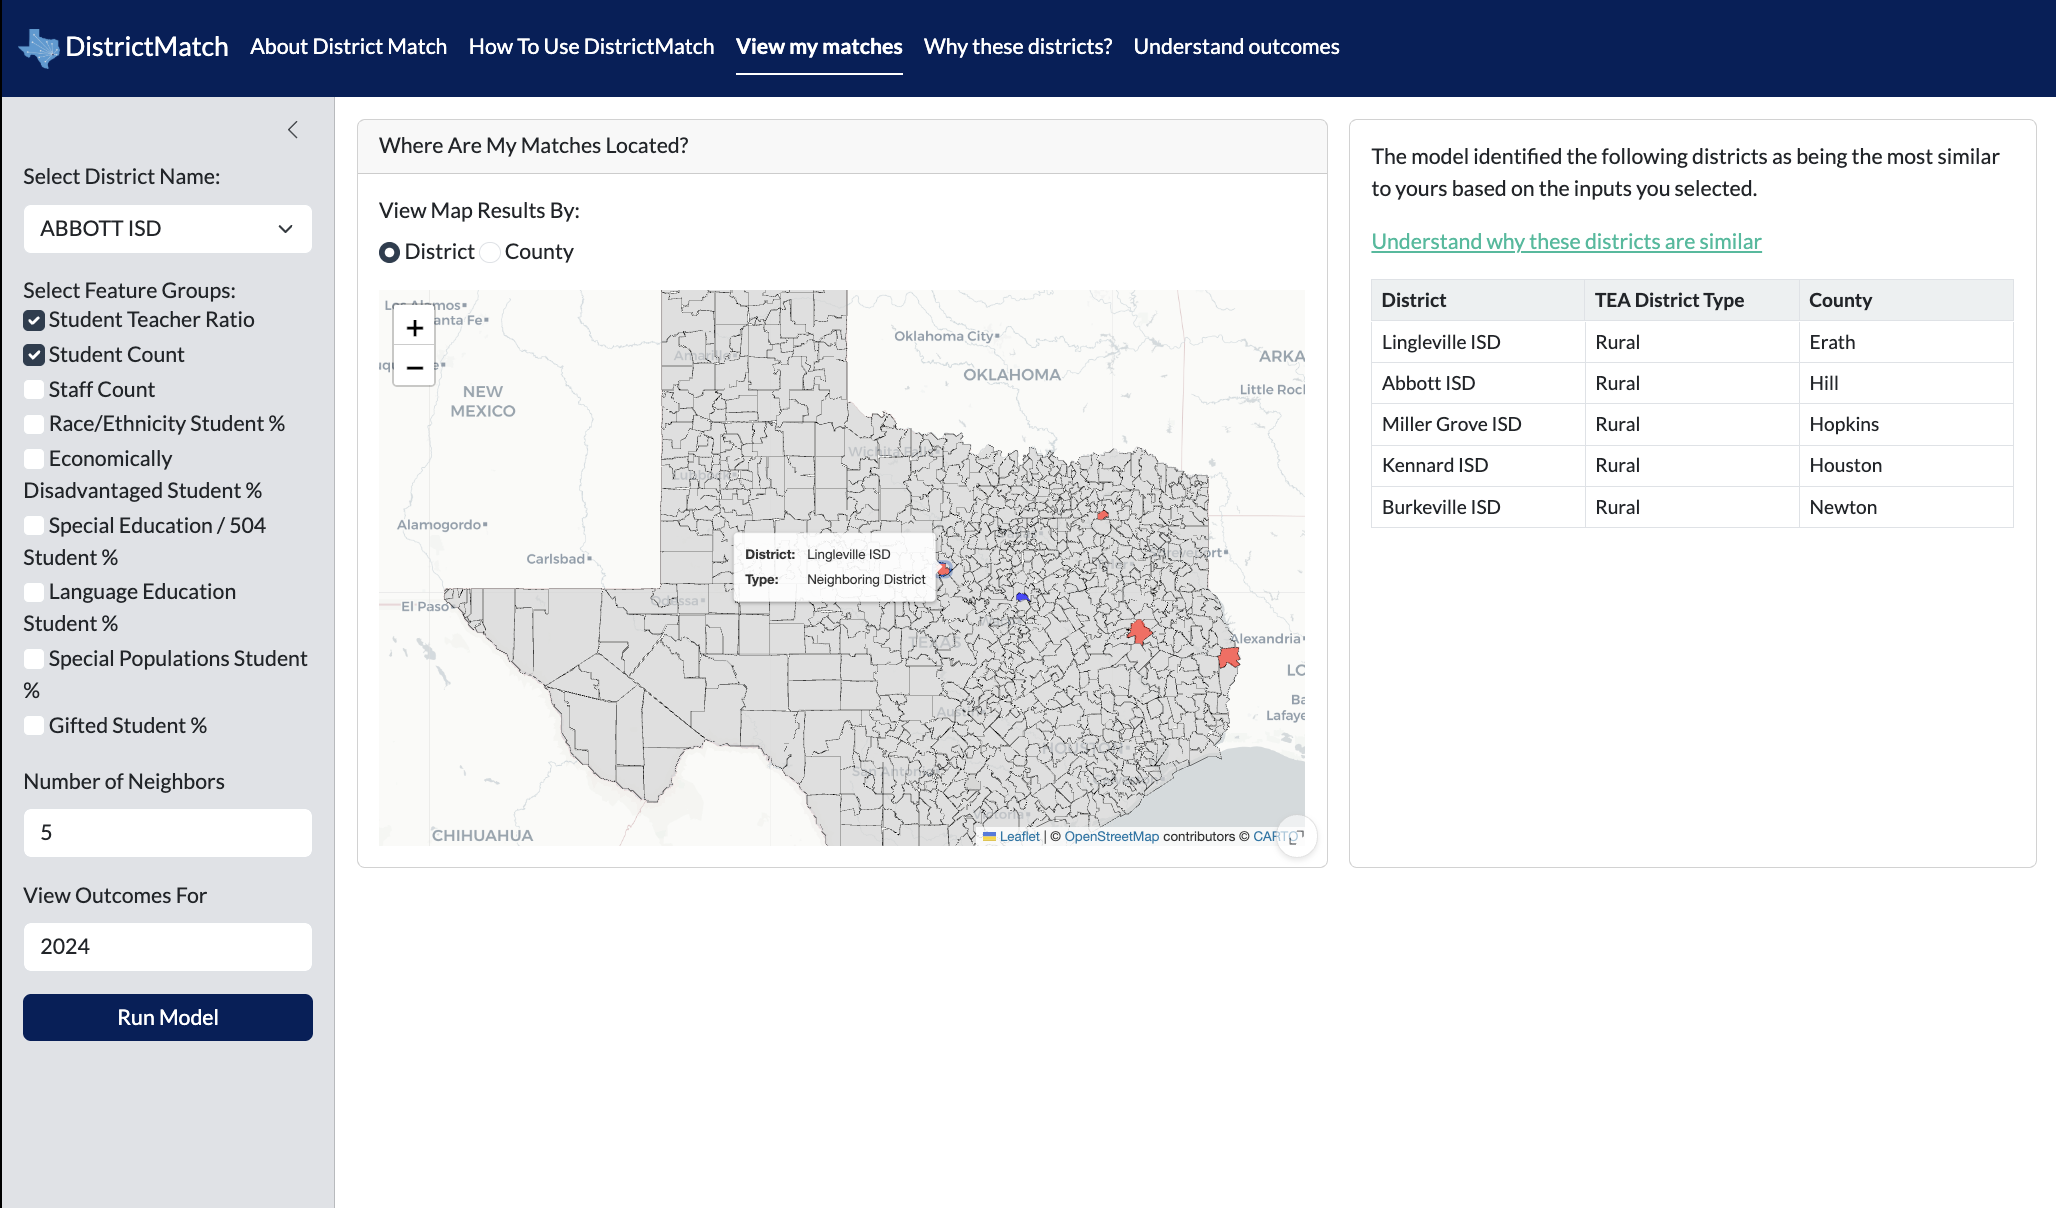 DistrictMatch About District Match How To Use DistrictMatch View my matches Why these districts? Understand outcomes
Select District Name:
ABBOTT ISD
Select Feature Groups:
Student Teacher Ratio
Student Count
Staff Count
Race/Ethnicity Student %
Economically
Disadvantaged Student %
Special Education / 504
Student %
Language Education
Student %
Special Populations Student
%
Gifted Student %
Number of Neighbors
5
View Outcomes For
2024
Run Model
Where Are My Matches Located?
View Map Results By:
District County
+
−
Oklahoma City
OKLAHOMA
ARKA
Little Rocl
NEW
MEXICO
Alamogordo
Carlsbad
El Paso
Odessa
TEXAS
Alexandria
LO
Ba
Lafaye
CHIHUAHUA
District: Lingleville ISD
Type: Neighboring District
Leaflet | © OpenStreetMap contributors © CARTO
The model identified the following districts as being the most similar
to yours based on the inputs you selected.
Understand why these districts are similar
District TEA District Type County
Lingleville ISD Rural Erath
Abbott ISD Rural Hill
Miller Grove ISD Rural Hopkins
Kennard ISD Rural Houston
Burkeville ISD Rural Newton